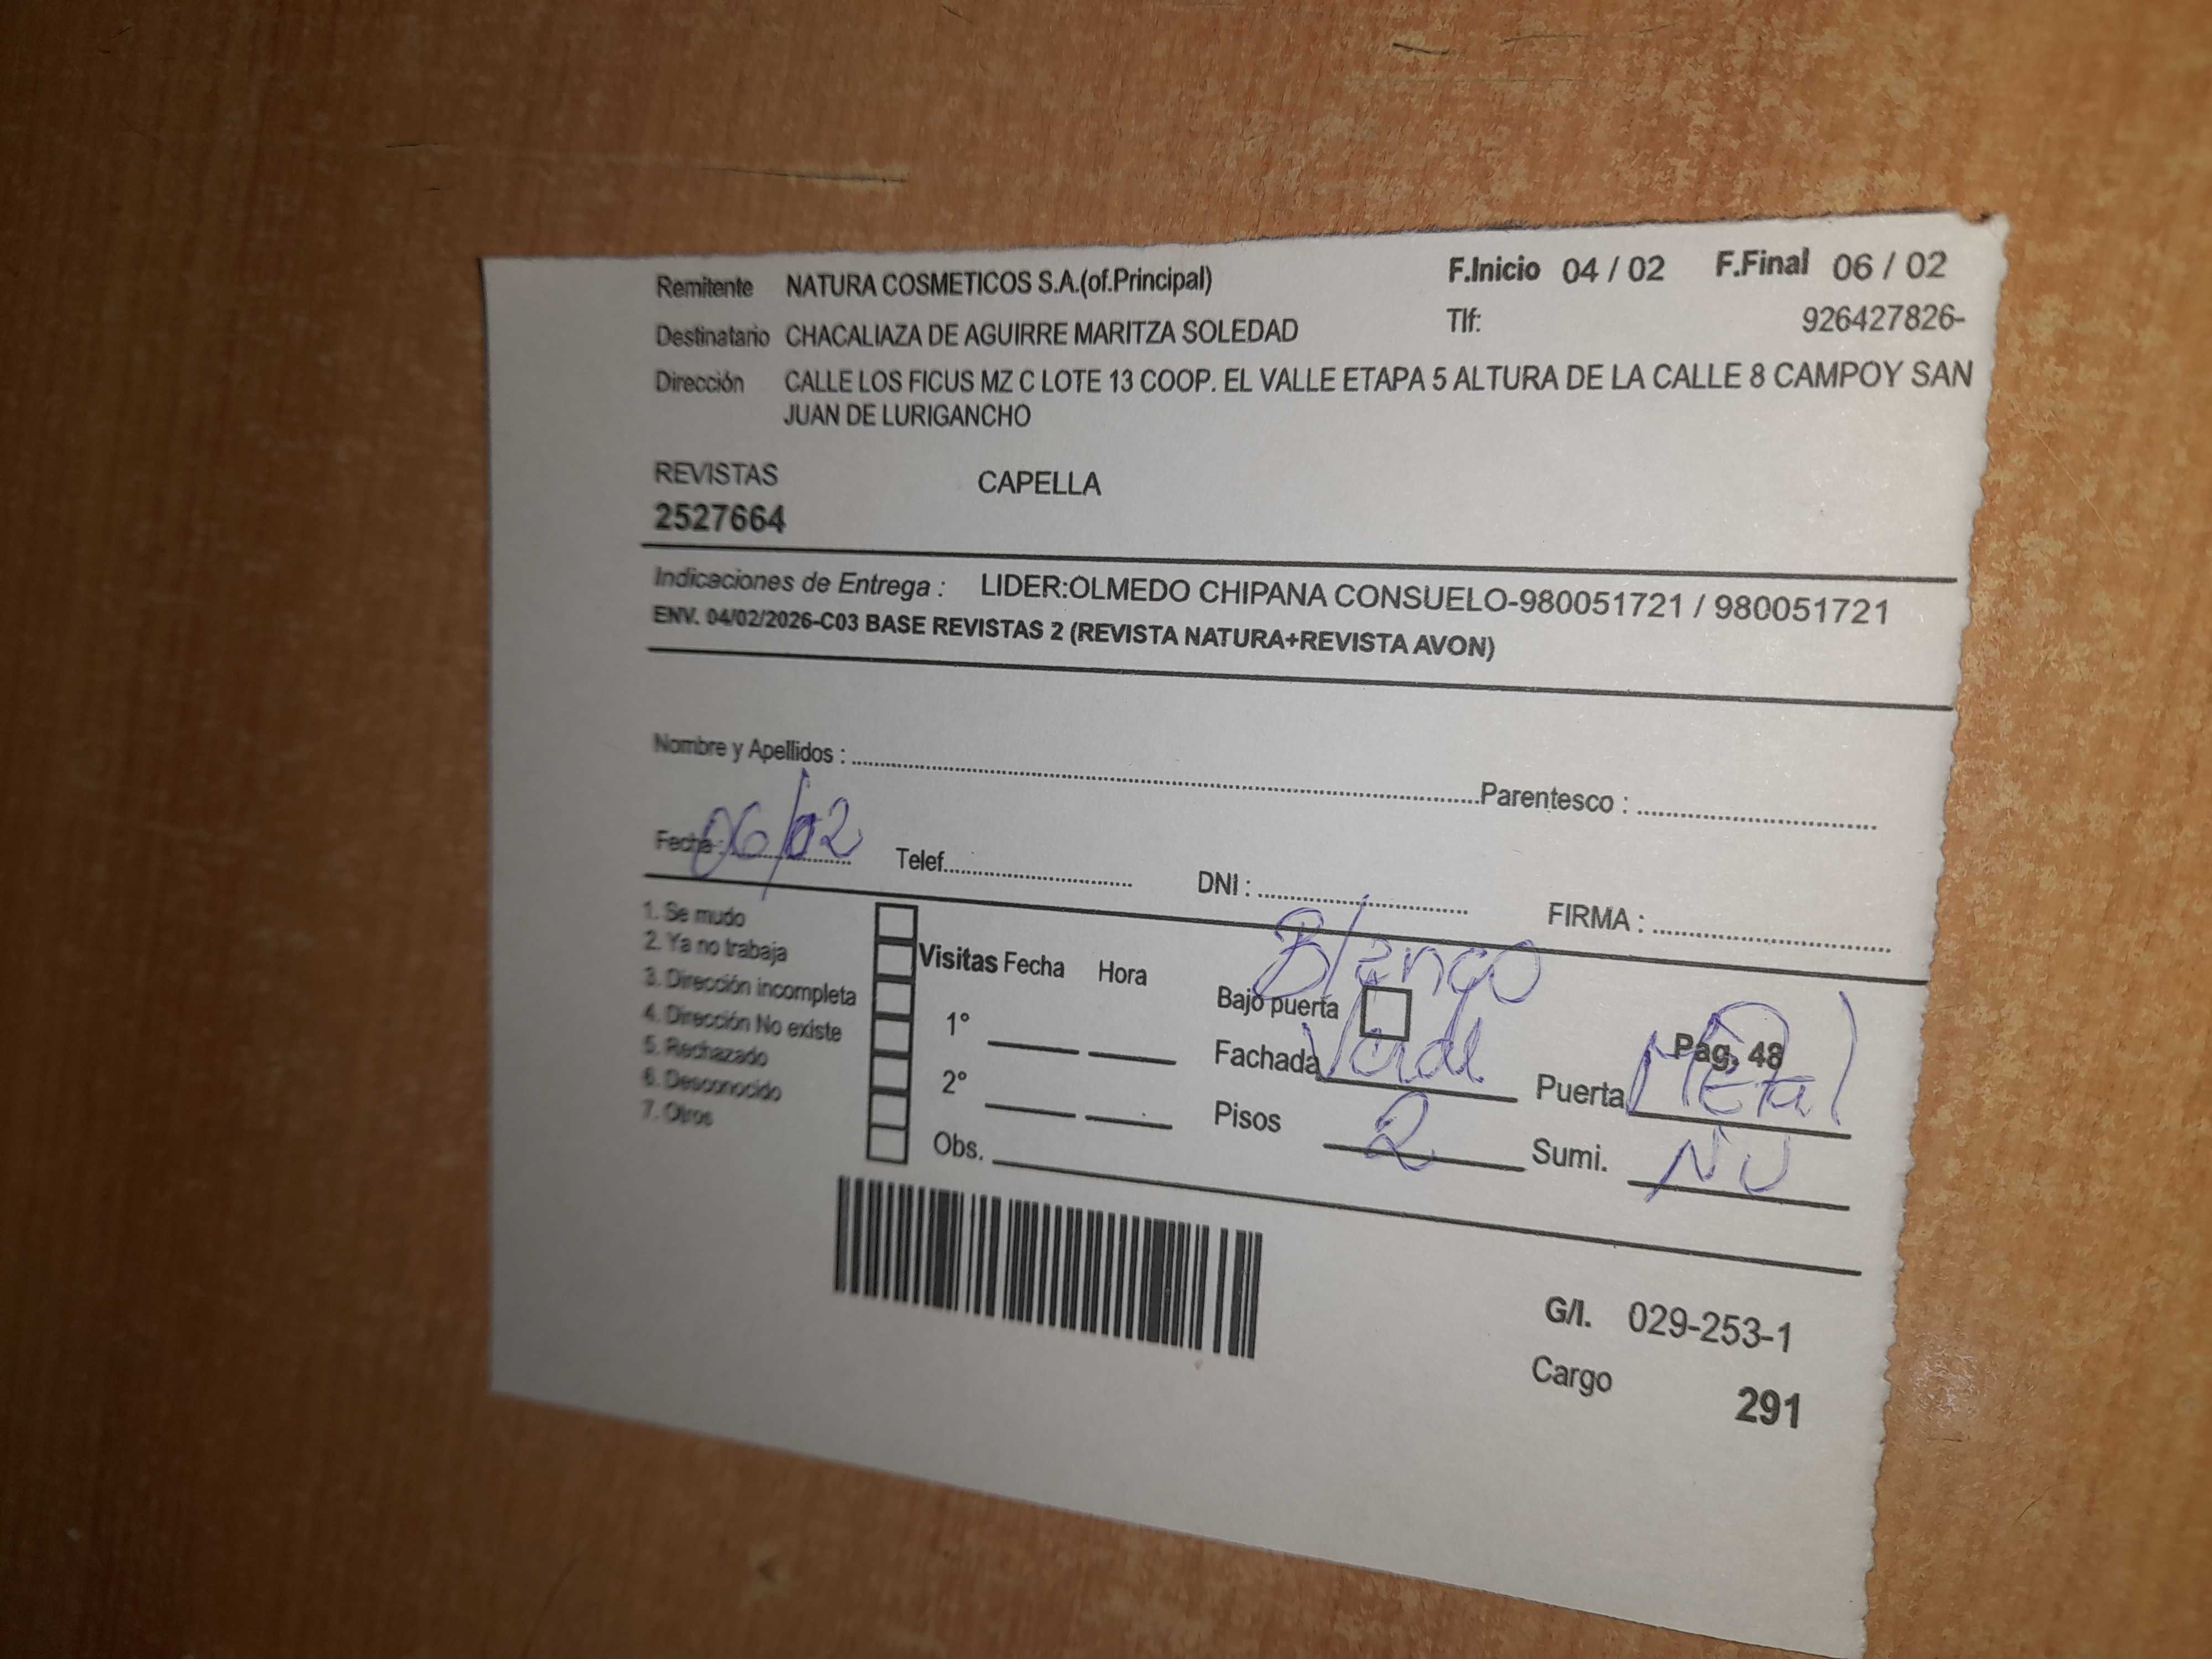 Remitente NATURA COSMETICOS S.A.(of.Principal) F.Inicio 04 / 02 F.Final 06 / 02
Destinatario CHACALIAZA DE AGUIRRE MARITZA SOLEDAD Tlf: 926427826-
Dirección CALLE LOS FICUS MZ C LOTE 13 COOP. EL VALLE ETAPA 5 ALTURA DE LA CALLE 8 CAMPOY SAN
JUAN DE LURIGANCHO
REVISTAS CAPELLA
2527664
Indicaciones de Entrega : LIDER:OLMEDO CHIPANA CONSUELO-980051721 / 980051721
ENV. 04/02/2026-C03 BASE REVISTAS 2 (REVISTA NATURA+REVISTA AVON)
Nombre y Apellidos : Parentesco :
Fecha : 06/02 Telef. DNI : FIRMA :
1. Se mudo
2. Ya no trabaja
3. Dirección incompleta
4. Dirección No existe
5. Rechazado
6. Desconocido
7. Otros
Visitas Fecha Hora
1°
2°
Obs.
Blanco
Bajo puerta
Pag. 48
Fachada Verde Puerta Metal
Pisos 2 Sumi. NU
G/I. 029-253-1
Cargo 291